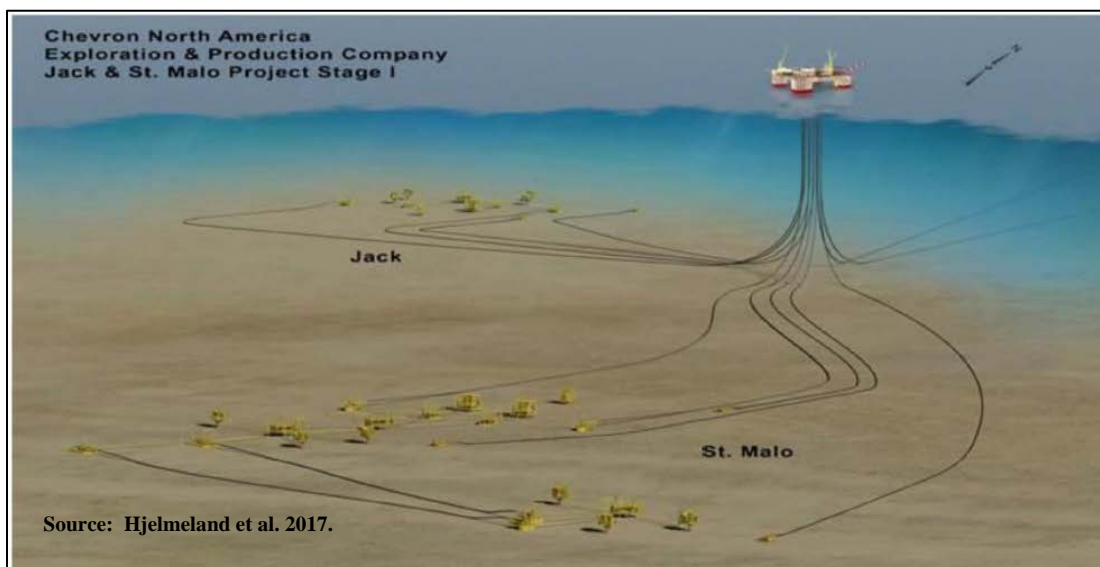 Chevron North America
Exploration & Production Company
Jack & St. Malo Project Stage I
N
Jack
St. Malo
Source:  Hjelmeland et al. 2017.